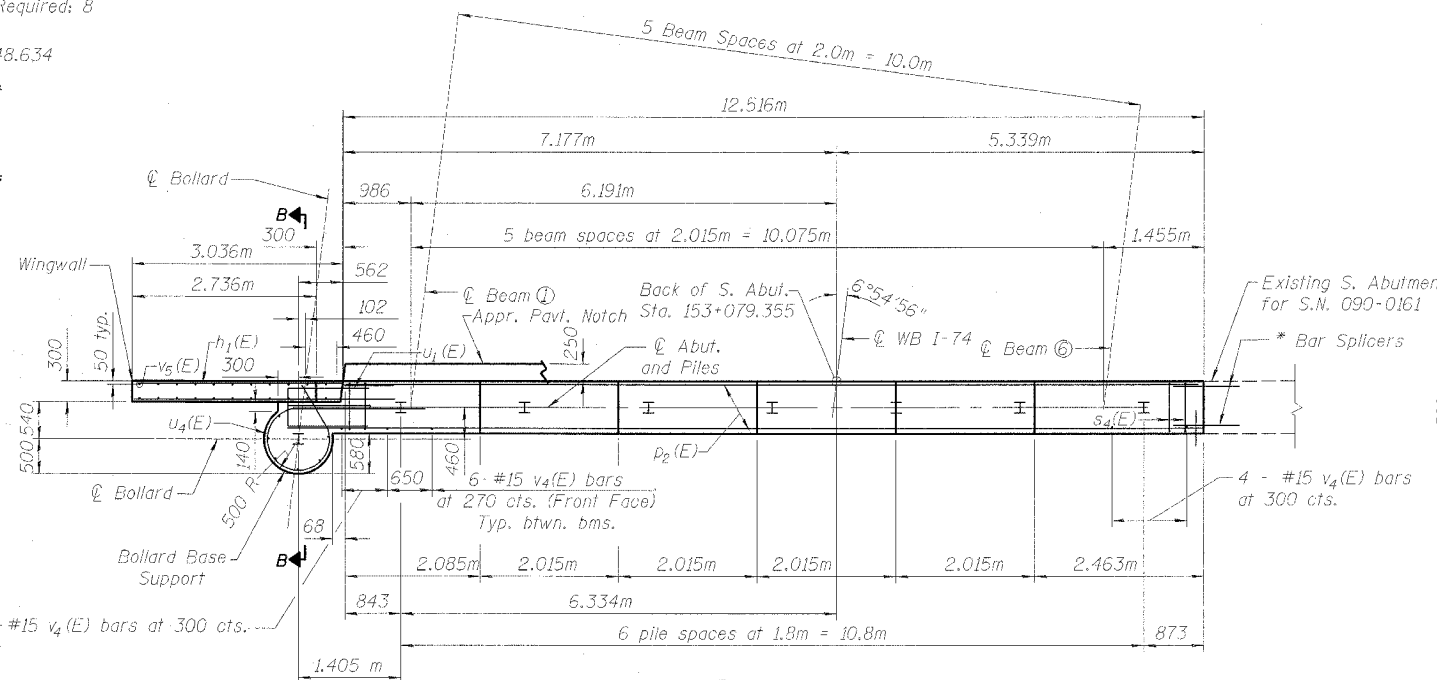 Required: 8
48.634
5 Beam Spaces at 2.0m = 10.0m
12.516m
7.177m
5.339m
℄ Bollard
986
6.191m
B
300
5 beam spaces at 2.015m = 10.075m
1.455m
3.036m
Wingwall
562
2.736m
℄ Beam ①
Back of S. Abut.
Sta. 153+079.355
6°54'56"
Existing S. Abutmen
for S.N. 090-0161
102
Appr. Pavt. Notch
250
℄ WB I-74
℄ Beam ⑥
* Bar Splicers
460
50 typ.
h₁(E)
u₁(E)
℄ Abut.
and Piles
300
v₅(E)
300
u₄(E)
s₄(E)
540
500
140
580
460
p₂(E)
℄ Bollard
500 R
650
6- #15 v₄(E) bars
at 270 cts. (Front Face)
Typ. btwn. bms.
4 - #15 v₄(E) bars
at 300 cts.
68
Bollard Base
Support
B
2.085m
2.015m
2.015m
2.015m
2.015m
2.463m
843
6.334m
- #15 v₄(E) bars at 300 cts.
6 pile spaces at 1.8m = 10.8m
873
1.405 m